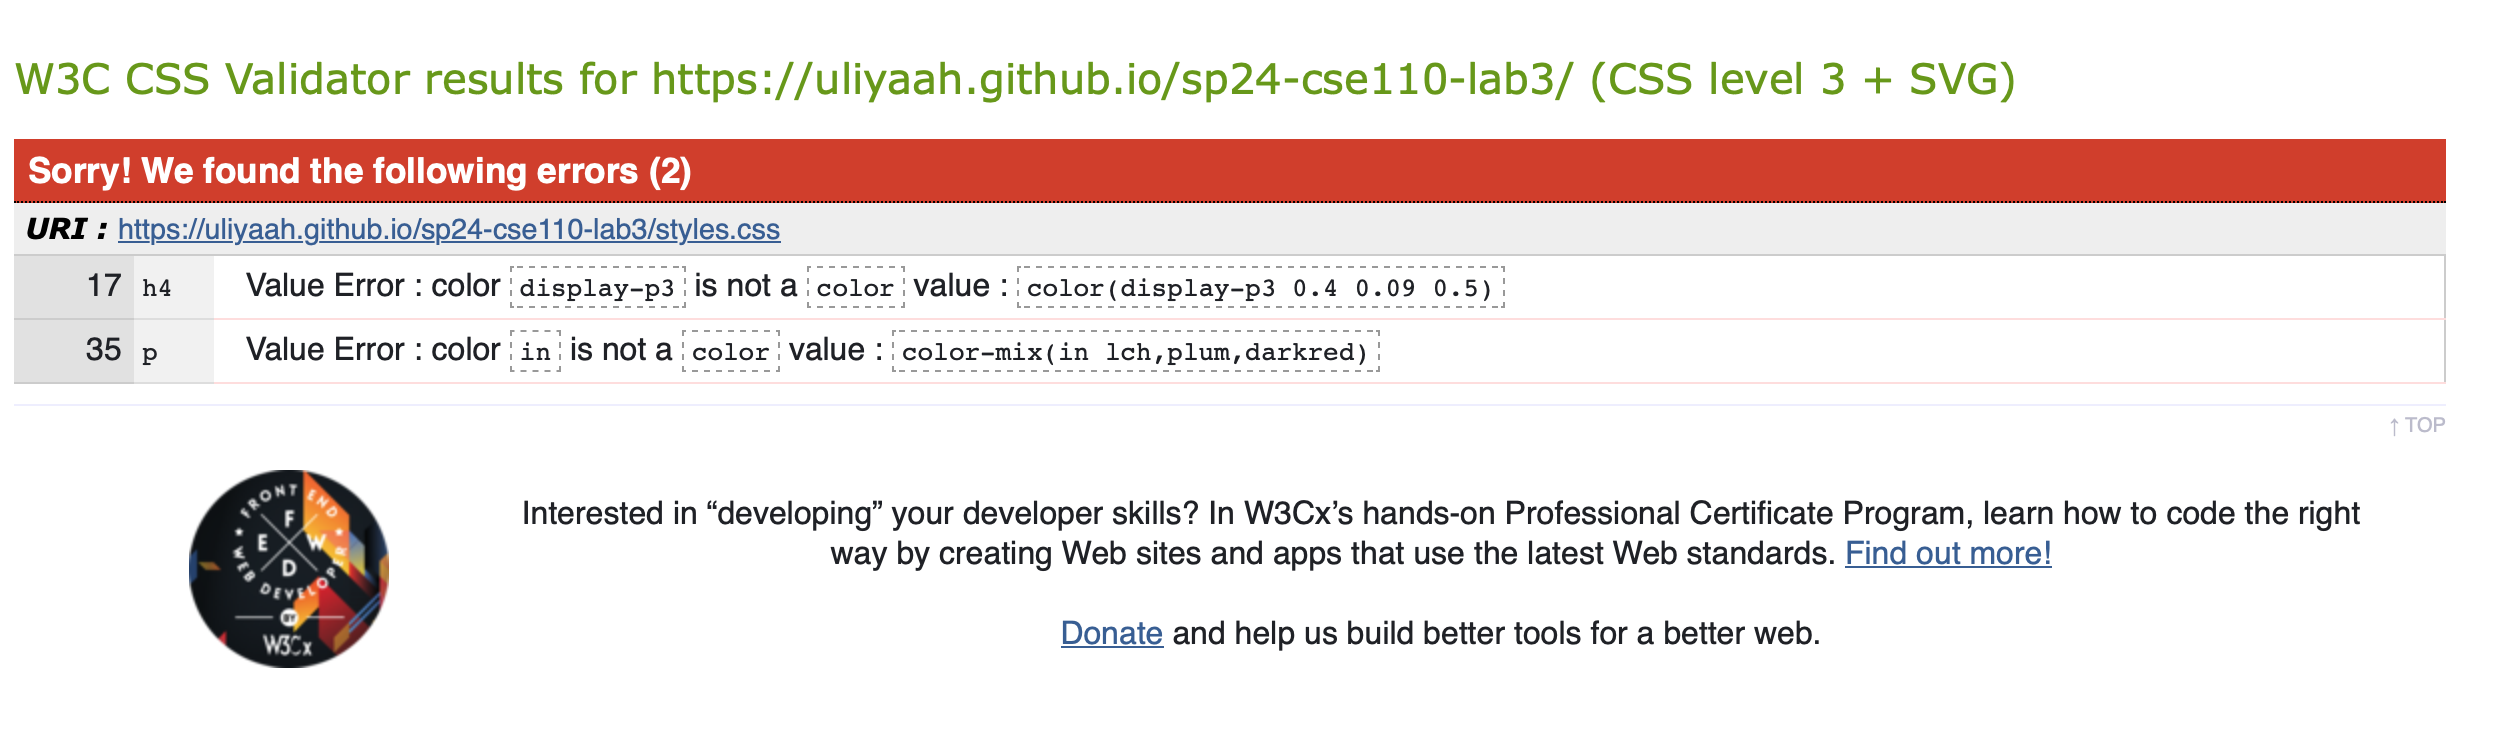 W3C CSS Validator results for https://uliyaah.github.io/sp24-cse110-lab3/ (CSS level 3 + SVG)
Sorry! We found the following errors (2)
URI : https://uliyaah.github.io/sp24-cse110-lab3/styles.css
17 h4 Value Error : color display-p3 is not a color value : color(display-p3 0.4 0.09 0.5)
35 p Value Error : color in is not a color value : color-mix(in lch,plum,darkred)
↑ TOP
FRONT END
WEB DEVELOPER
F
E W
D
BY
W3Cx
Interested in “developing” your developer skills? In W3Cx’s hands-on Professional Certificate Program, learn how to code the right
way by creating Web sites and apps that use the latest Web standards. Find out more!
Donate and help us build better tools for a better web.